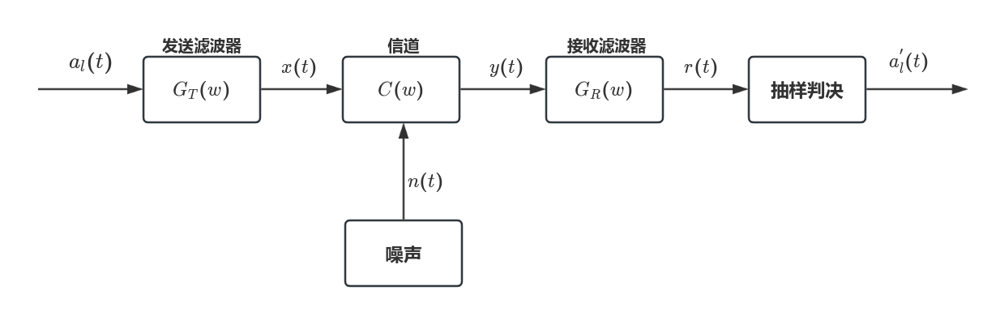 发送滤波器 信道 接收滤波器
a_l(t) G_T(w) x(t) C(w) y(t) G_R(w) r(t) 抽样判决 a_l'(t)
n(t)
噪声